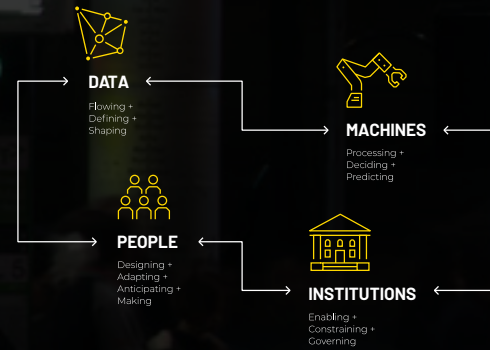 DATA
Flowing +
Defining +
Shaping
MACHINES
Processing +
Deciding +
Predicting
PEOPLE
Designing +
Adapting +
Anticipating +
Making
INSTITUTIONS
Enabling +
Constraining +
Governing